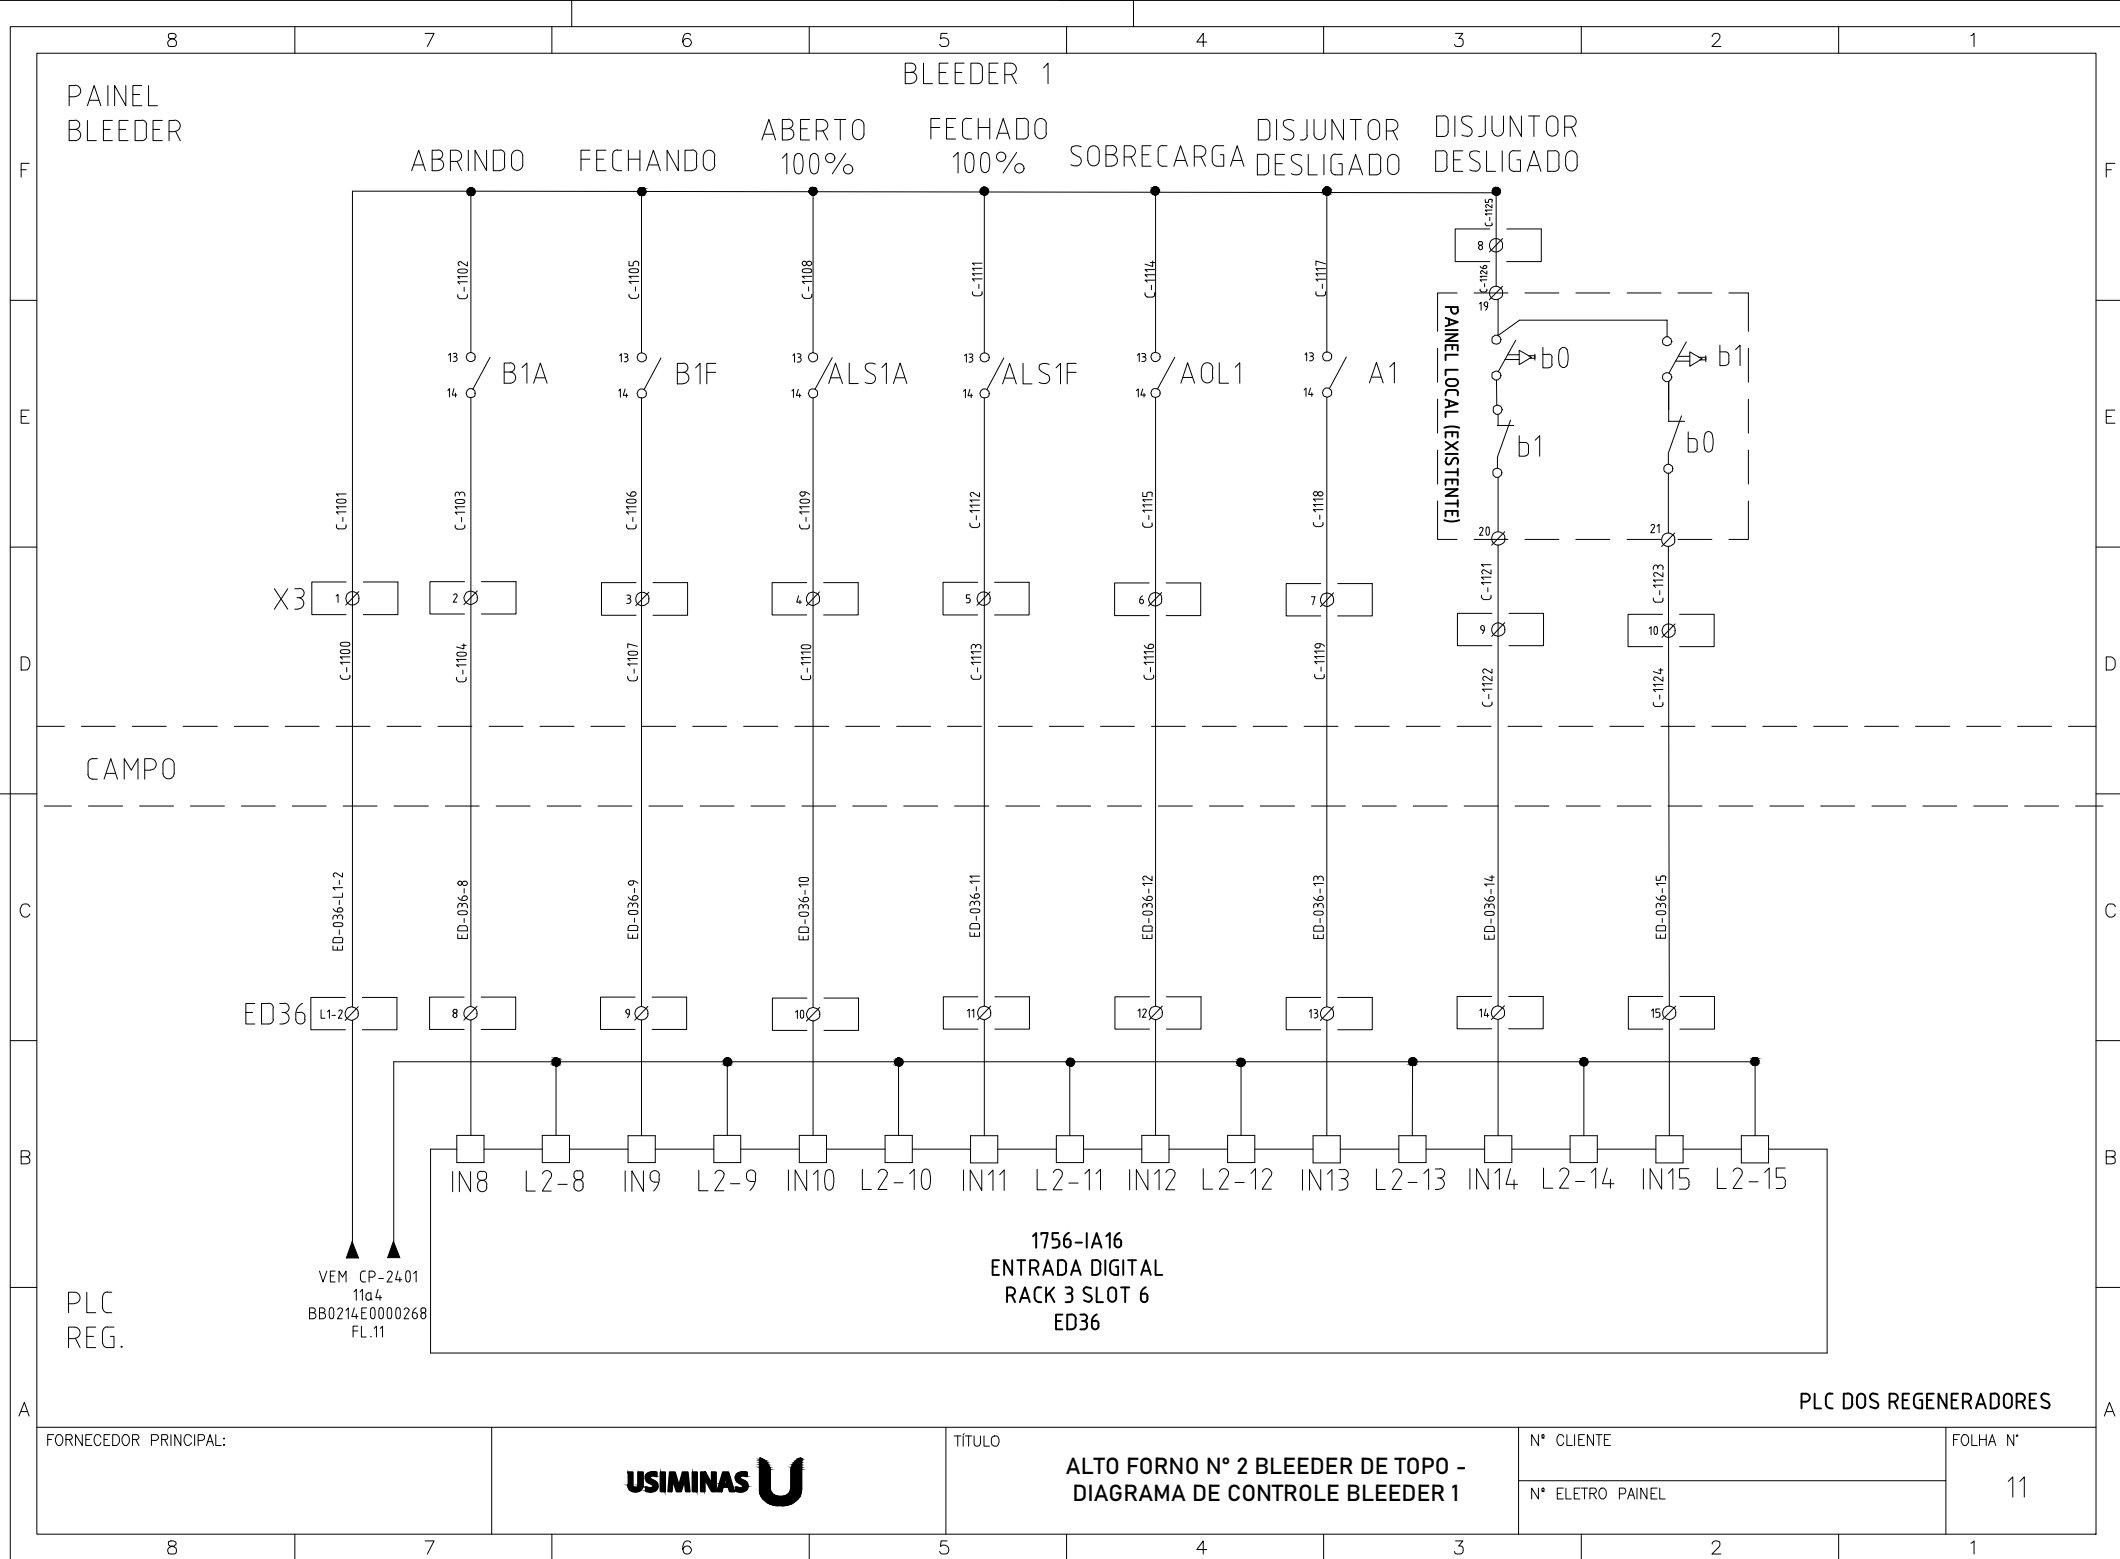 8 7 6 5 4 3 2 1
BLEEDER 1
PAINEL
BLEEDER
ABRINDO
FECHANDO
ABERTO
100%
FECHADO
100%
SOBRECARGA
DISJUNTOR
DESLIGADO
DISJUNTOR
DESLIGADO
F F
C-1125
8
C-1126
19
C-1102 C-1105 C-1108 C-1111 C-1114 C-1117
13 13 13 13 13 13
B1A B1F ALS1A ALS1F AOL1 A1
14 14 14 14 14 14
PAINEL LOCAL (EXISTENTE)
b0 b1
b1 b0
20 21
E E
C-1101 C-1103 C-1106 C-1109 C-1112 C-1115 C-1118 C-1121 C-1123
X3 1 2 3 4 5 6 7 9 10
C-1100 C-1104 C-1107 C-1110 C-1113 C-1116 C-1119 C-1122 C-1124
D D
CAMPO
ED-036-L1-2 ED-036-8 ED-036-9 ED-036-10 ED-036-11 ED-036-12 ED-036-13 ED-036-14 ED-036-15
C C
ED36 L1-2 8 9 10 11 12 13 14 15
B B
IN8 L2-8 IN9 L2-9 IN10 L2-10 IN11 L2-11 IN12 L2-12 IN13 L2-13 IN14 L2-14 IN15 L2-15
1756-IA16
ENTRADA DIGITAL
RACK 3 SLOT 6
ED36
VEM CP-2401
11a4
BB0214E0000268
FL.11
PLC
REG.
PLC DOS REGENERADORES
A A
FORNECEDOR PRINCIPAL:
USIMINAS
TÍTULO
ALTO FORNO N° 2 BLEEDER DE TOPO -
DIAGRAMA DE CONTROLE BLEEDER 1
Nº CLIENTE
Nº ELETRO PAINEL
FOLHA N°
11
8 7 6 5 4 3 2 1